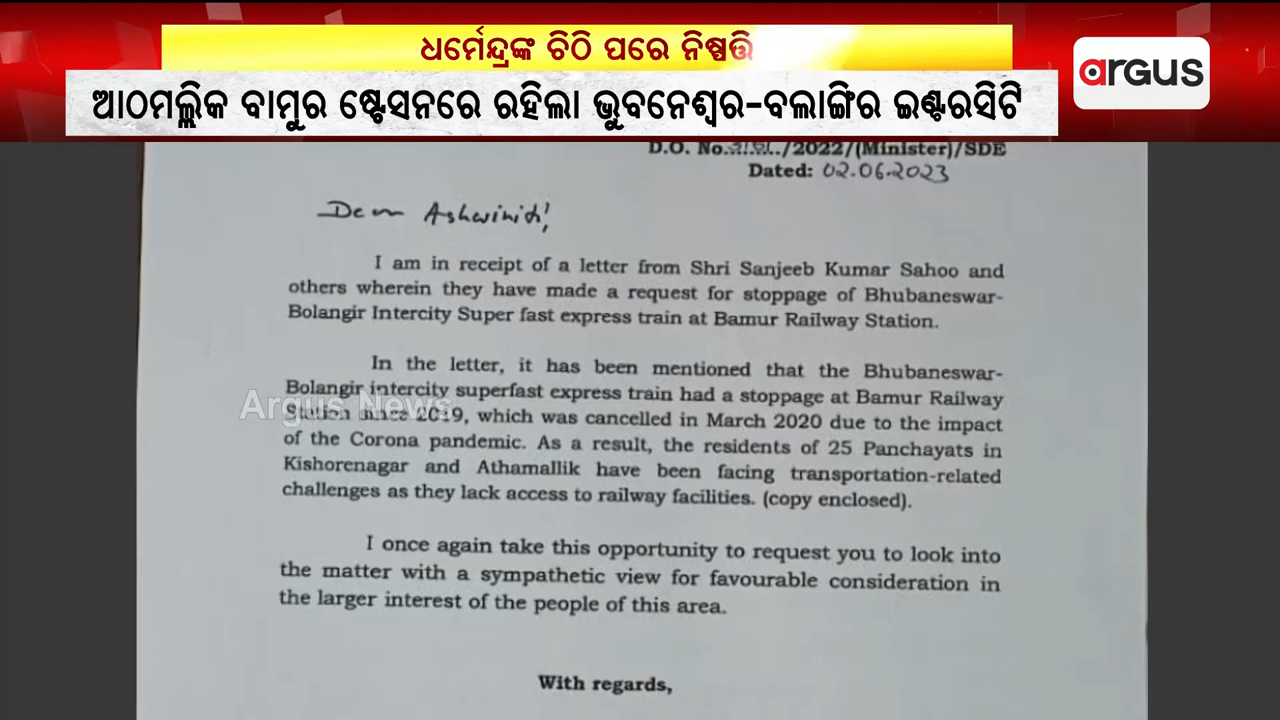 ଧର୍ମେନ୍ଦ୍ରଙ୍କ ଚିଠି ପରେ ନିଷ୍ପତ୍ତି
ଆଠମଲ୍ଲିକ ବାମୁର ଷ୍ଟେସନରେ ରହିଲା ଭୁବନେଶ୍ୱର-ବଲାଙ୍ଗିର ଇଣ୍ଟରସିଟି
argus
D.O. No. /2022/(Minister)/SDE
Dated: 02.06.2023
Dear Ashwiniji,
I am in receipt of a letter from Shri Sanjeeb Kumar Sahoo and
others wherein they have made a request for stoppage of Bhubaneswar-
Bolangir Intercity Super fast express train at Bamur Railway Station.
In the letter, it has been mentioned that the Bhubaneswar-
Bolangir intercity superfast express train had a stoppage at Bamur Railway
Station since 2019, which was cancelled in March 2020 due to the impact
of the Corona pandemic. As a result, the residents of 25 Panchayats in
Kishorenagar and Athamallik have been facing transportation-related
challenges as they lack access to railway facilities. (copy enclosed).
Argus News
I once again take this opportunity to request you to look into
the matter with a sympathetic view for favourable consideration in
the larger interest of the people of this area.
Argus News
With regards,